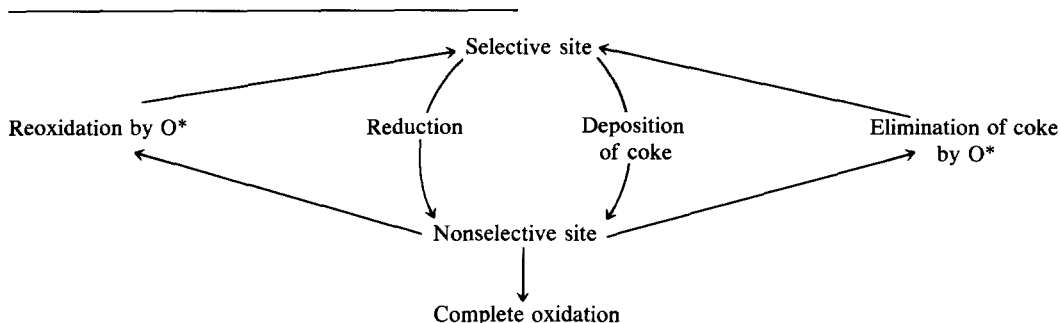 Selective site
Reoxidation by O*
Reduction
Deposition
of coke
Elimination of coke
by O*
Nonselective site
Complete oxidation